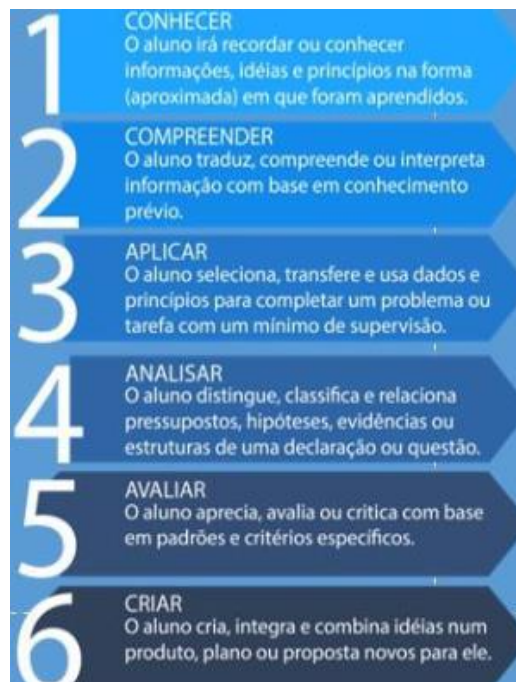 1
CONHECER
O aluno irá recordar ou conhecer
informações, idéias e princípios na forma
(aproximada) em que foram aprendidos.
2
COMPREENDER
O aluno traduz, compreende ou interpreta
informação com base em conhecimento
prévio.
3
APLICAR
O aluno seleciona, transfere e usa dados e
princípios para completar um problema ou
tarefa com um mínimo de supervisão.
4
ANALISAR
O aluno distingue, classifica e relaciona
pressupostos, hipóteses, evidências ou
estruturas de uma declaração ou questão.
5
AVALIAR
O aluno aprecia, avalia ou critica com base
em padrões e critérios específicos.
6
CRIAR
O aluno cria, integra e combina idéias num
produto, plano ou proposta novos para ele.